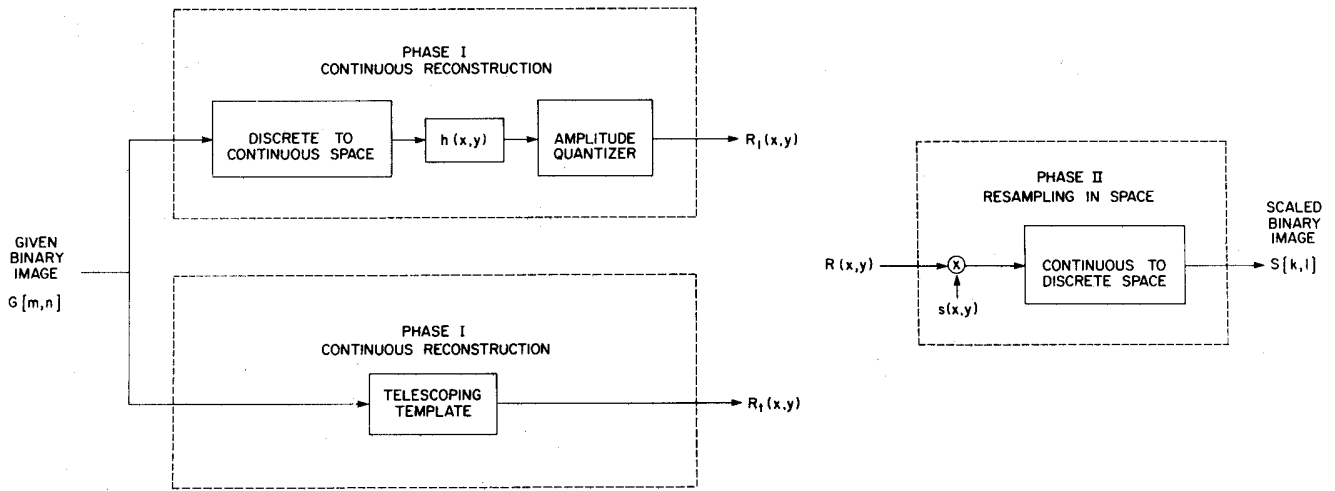 PHASE I
CONTINUOUS RECONSTRUCTION
DISCRETE TO
CONTINUOUS SPACE
h(x,y)
AMPLITUDE
QUANTIZER
R₁(x,y)
GIVEN
BINARY
IMAGE
G[m,n]
PHASE I
CONTINUOUS RECONSTRUCTION
TELESCOPING
TEMPLATE
Rₜ(x,y)
PHASE II
RESAMPLING IN SPACE
R(x,y)
x
s(x,y)
CONTINUOUS TO
DISCRETE SPACE
SCALED
BINARY
IMAGE
S[k,l]